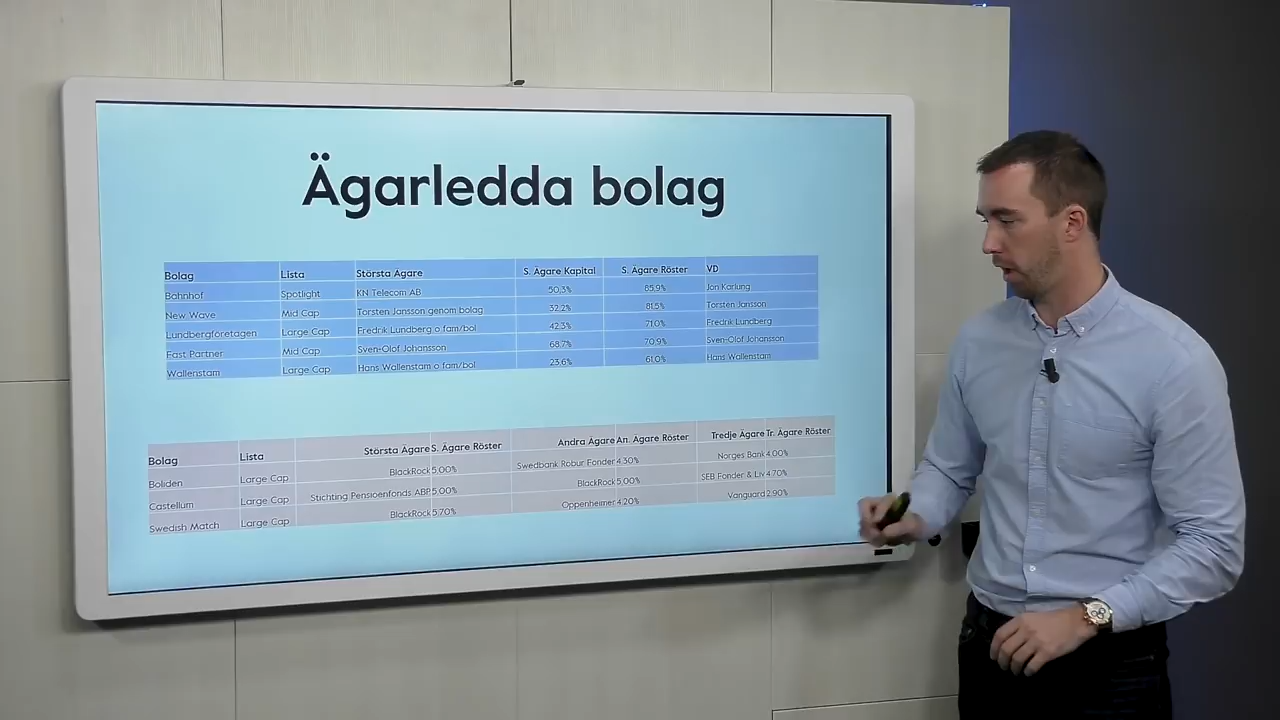 Ägarledda bolag
Bolag Lista Största Ägare S. Ägare Kapital S. Ägare Röster VD
Bahnhof Spotlight KN Telecom AB 50,3% 85,9% Jon Karlung
New Wave Mid Cap Torsten Jansson genom bolag 32,2% 81,5% Torsten Jansson
Lundbergföretagen Large Cap Fredrik Lundberg o fam/bol 42,3% 71,0% Fredrik Lundberg
Fast Partner Mid Cap Sven-Olof Johansson 68,7% 70,9% Sven-Olof Johansson
Wallenstam Large Cap Hans Wallenstam o fam/bol 23,6% 61,0% Hans Wallenstam
Bolag Lista Största Ägare S. Ägare Röster Andra Ägare An. Ägare Röster Tredje Ägare Tr. Ägare Röster
Boliden Large Cap BlackRock 5,00% Swedbank Robur Fonder 4,30% Norges Bank 4,00%
Castellum Large Cap Stichting Pensioenfonds ABP 5,00% BlackRock 5,00% SEB Fonder & Liv 4,70%
Swedish Match Large Cap BlackRock 5,70% Oppenheimer 4,20% Vanguard 2,90%